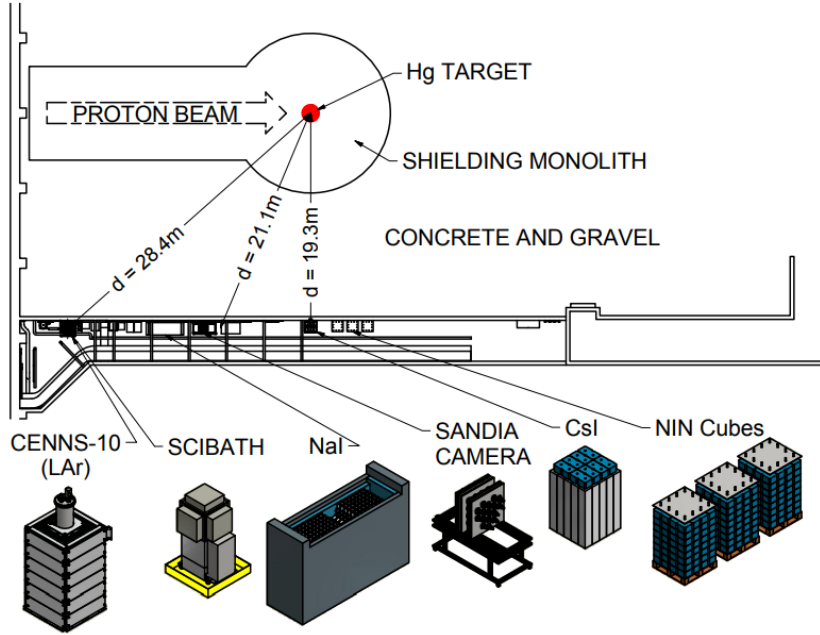 Hg TARGET
PROTON BEAM
SHIELDING MONOLITH
d = 28.4m
d = 21.1m
d = 19.3m
CONCRETE AND GRAVEL
CENNS-10
(LAr)
SCIBATH
NaI
SANDIA
CAMERA
CsI
NIN Cubes